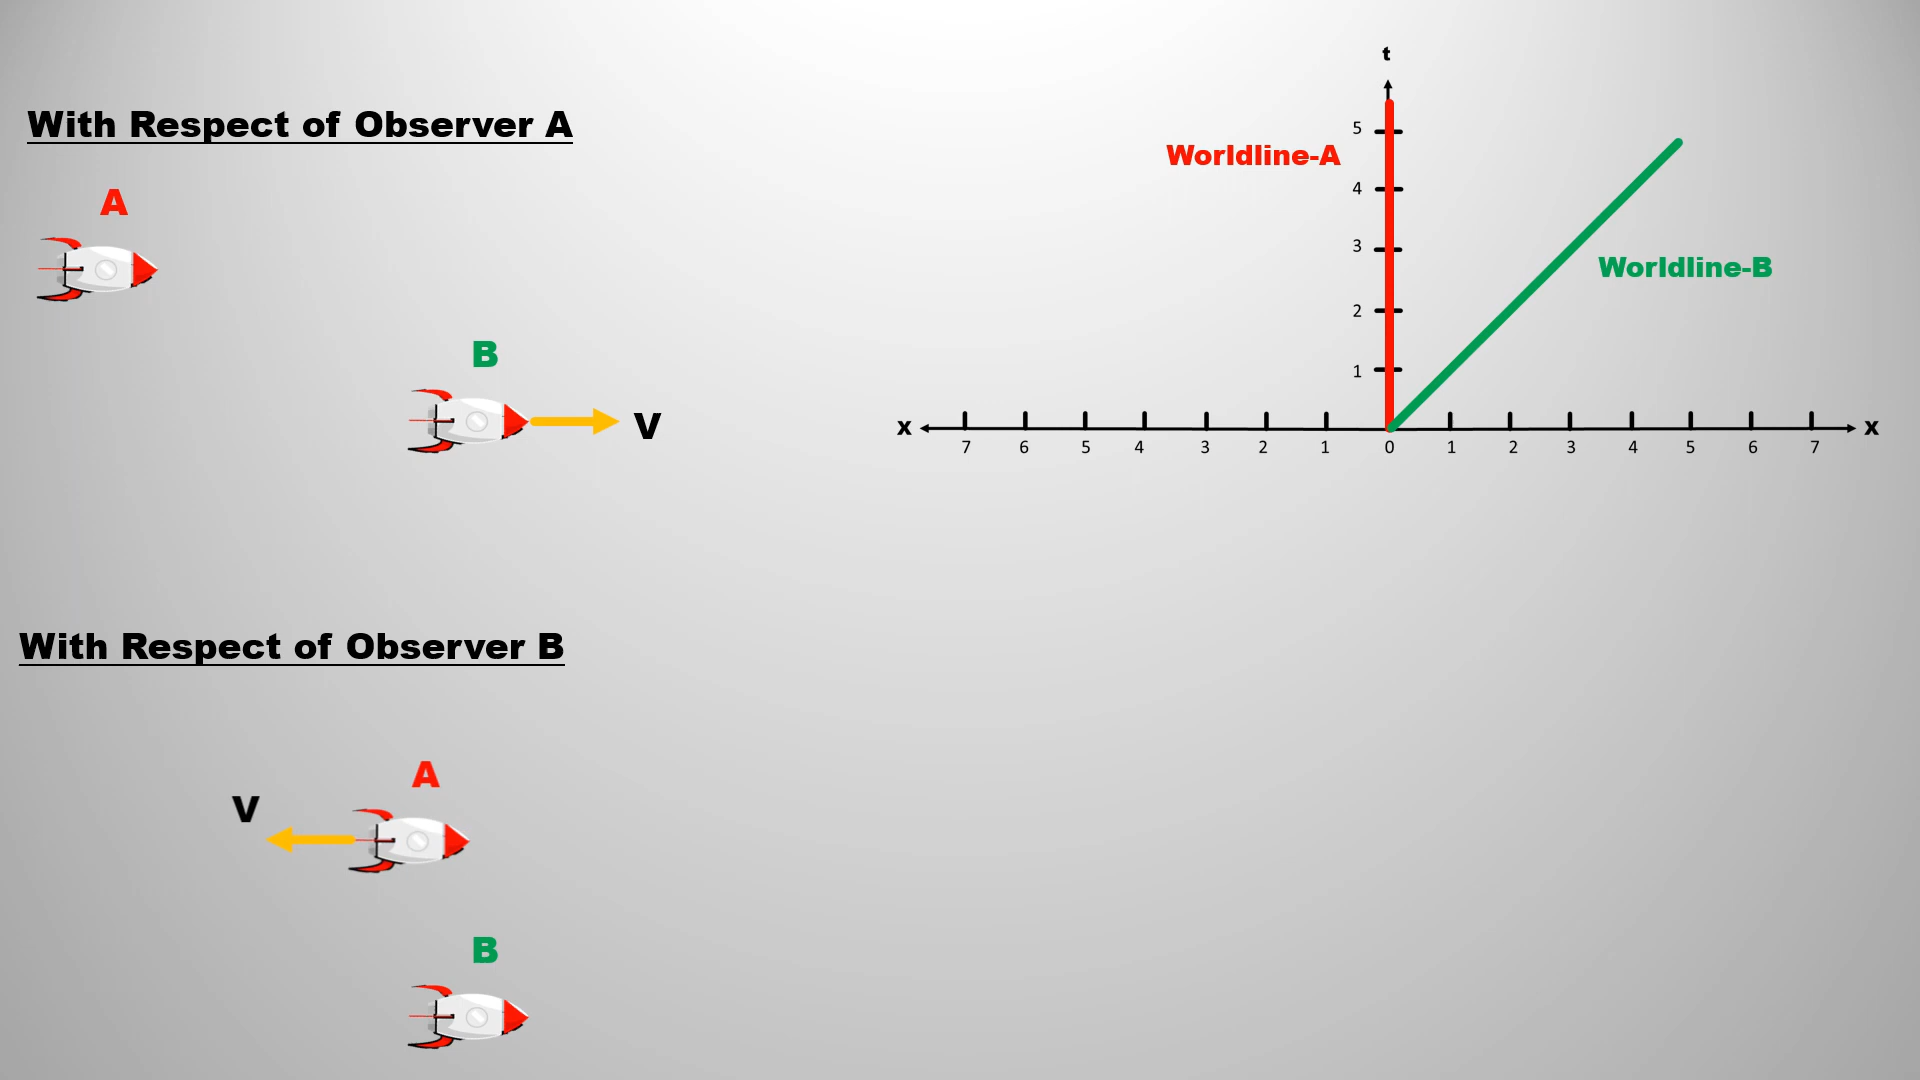 With Respect of Observer A
A
B
V
t
5
Worldline-A
4
3
Worldline-B
2
1
x
x
7 6 5 4 3 2 1 0 1 2 3 4 5 6 7
With Respect of Observer B
A
V
B